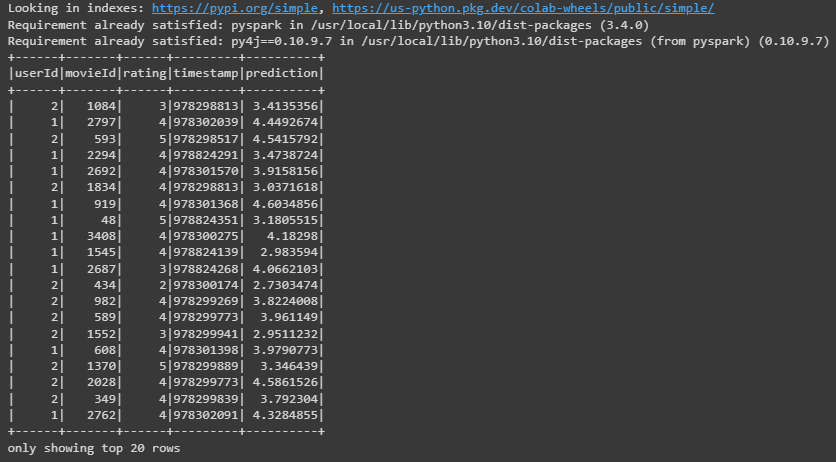 Looking in indexes: https://pypi.org/simple, https://us-python.pkg.dev/colab-wheels/public/simple/
Requirement already satisfied: pyspark in /usr/local/lib/python3.10/dist-packages (3.4.0)
Requirement already satisfied: py4j==0.10.9.7 in /usr/local/lib/python3.10/dist-packages (from pyspark) (0.10.9.7)
+------+-------+------+---------+----------+
|userId|movieId|rating|timestamp|prediction|
+------+-------+------+---------+----------+
|     2|   1084|     3|978298813| 3.4135356|
|     1|   2797|     4|978302039| 4.4492674|
|     2|    593|     5|978298517| 4.5415792|
|     1|   2294|     4|978824291| 3.4738724|
|     1|   2692|     4|978301570| 3.9158156|
|     2|   1834|     4|978298813| 3.0371618|
|     1|    919|     4|978301368| 4.6034856|
|     1|     48|     5|978824351| 3.1805515|
|     1|   3408|     4|978300275|   4.18298|
|     1|   1545|     4|978824139|  2.983594|
|     1|   2687|     3|978824268| 4.0662103|
|     2|    434|     2|978300174| 2.7303474|
|     2|    982|     4|978299269| 3.8224008|
|     2|    589|     4|978299773|  3.961149|
|     2|   1552|     3|978299941| 2.9511232|
|     1|    608|     4|978301398| 3.9790773|
|     2|   1370|     5|978299889|  3.346439|
|     2|   2028|     4|978299773| 4.5861526|
|     2|    349|     4|978299839|  3.792304|
|     1|   2762|     4|978302091| 4.3284855|
+------+-------+------+---------+----------+
only showing top 20 rows